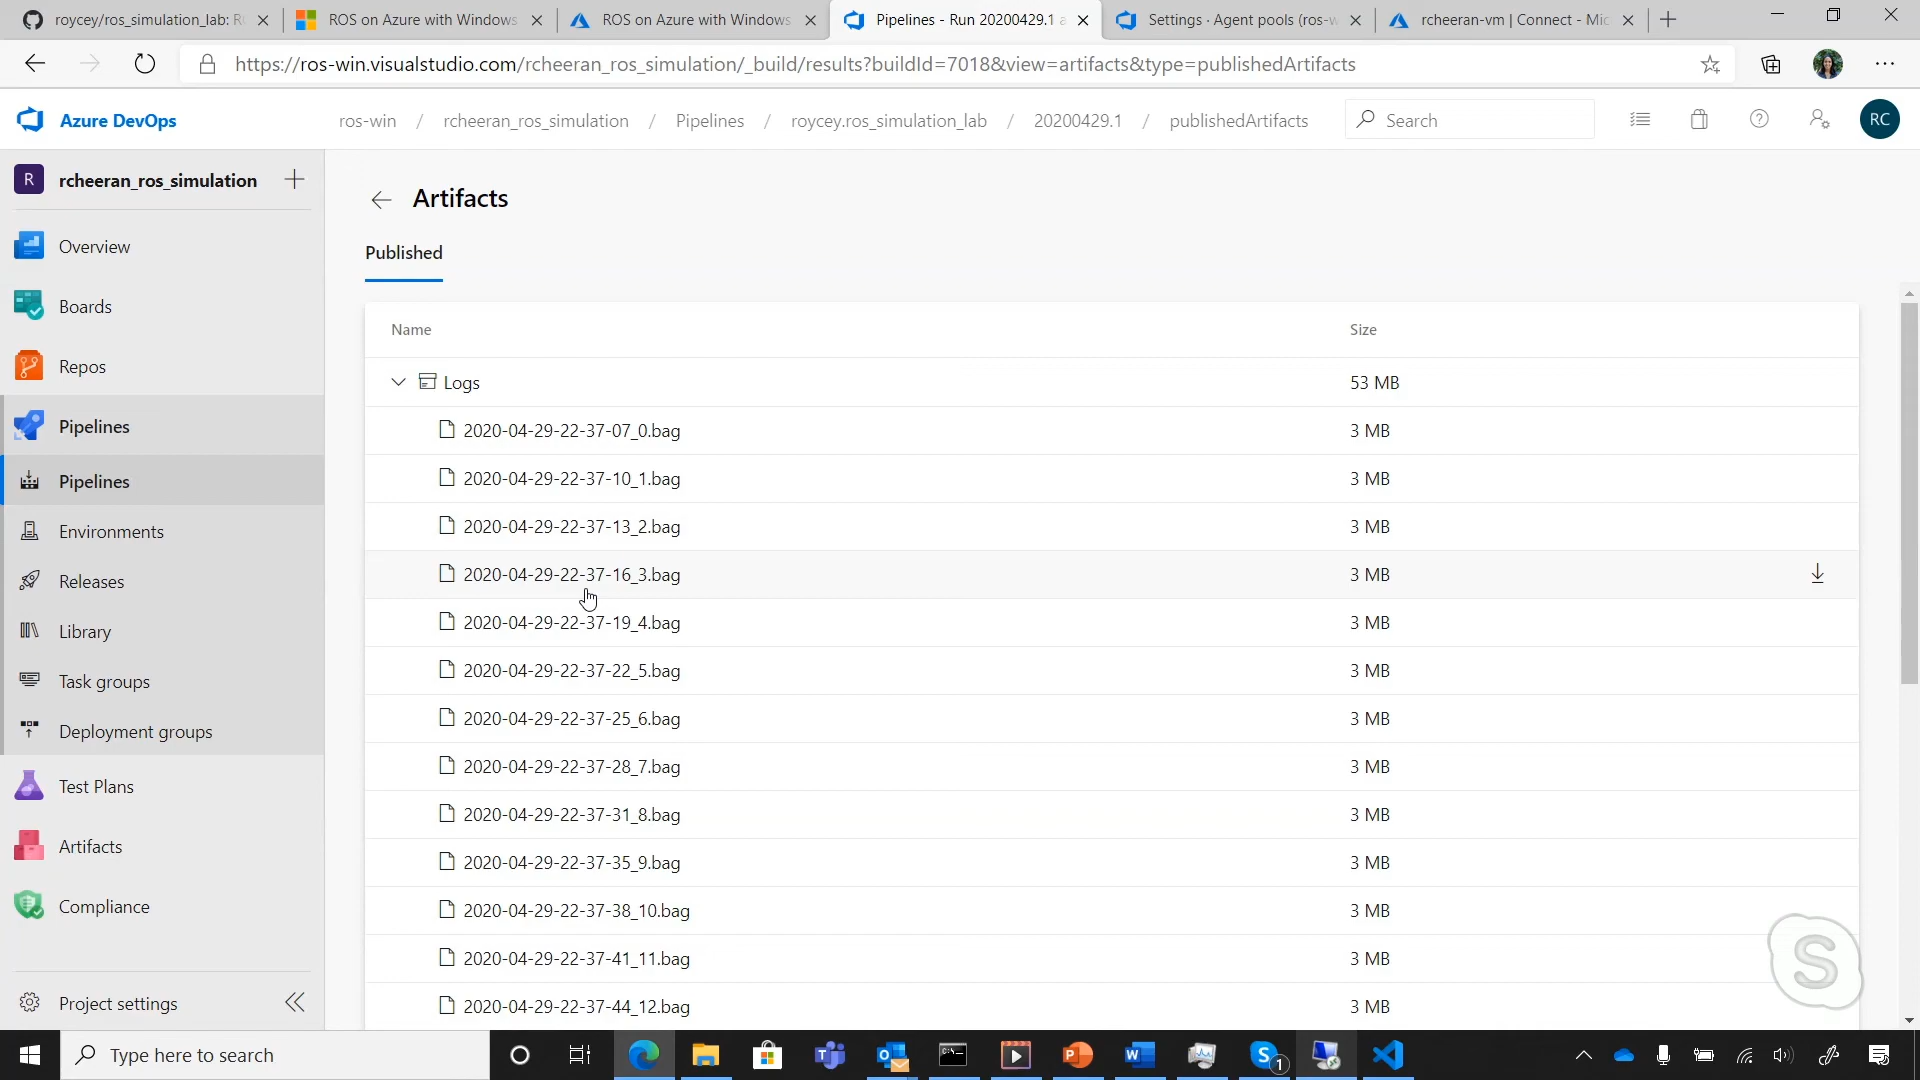 roycey/ros_simulation_lab: R
ROS on Azure with Windows
ROS on Azure with Windows
Pipelines - Run 20200429.1 a
Settings · Agent pools (ros-w
rcheeran-vm | Connect - Mic
https://ros-win.visualstudio.com/rcheeran_ros_simulation/_build/results?buildId=7018&view=artifacts&type=publishedArtifacts
Azure DevOps
ros-win / rcheeran_ros_simulation / Pipelines / roycey.ros_simulation_lab / 20200429.1 / publishedArtifacts
Search
RC
R rcheeran_ros_simulation
Overview
Boards
Repos
Pipelines
Pipelines
Environments
Releases
Library
Task groups
Deployment groups
Test Plans
Artifacts
Compliance
Project settings
Artifacts
Published
Name Size
Logs 53 MB
2020-04-29-22-37-07_0.bag 3 MB
2020-04-29-22-37-10_1.bag 3 MB
2020-04-29-22-37-13_2.bag 3 MB
2020-04-29-22-37-16_3.bag 3 MB
2020-04-29-22-37-19_4.bag 3 MB
2020-04-29-22-37-22_5.bag 3 MB
2020-04-29-22-37-25_6.bag 3 MB
2020-04-29-22-37-28_7.bag 3 MB
2020-04-29-22-37-31_8.bag 3 MB
2020-04-29-22-37-35_9.bag 3 MB
2020-04-29-22-37-38_10.bag 3 MB
2020-04-29-22-37-41_11.bag 3 MB
2020-04-29-22-37-44_12.bag 3 MB
S
Type here to search
1